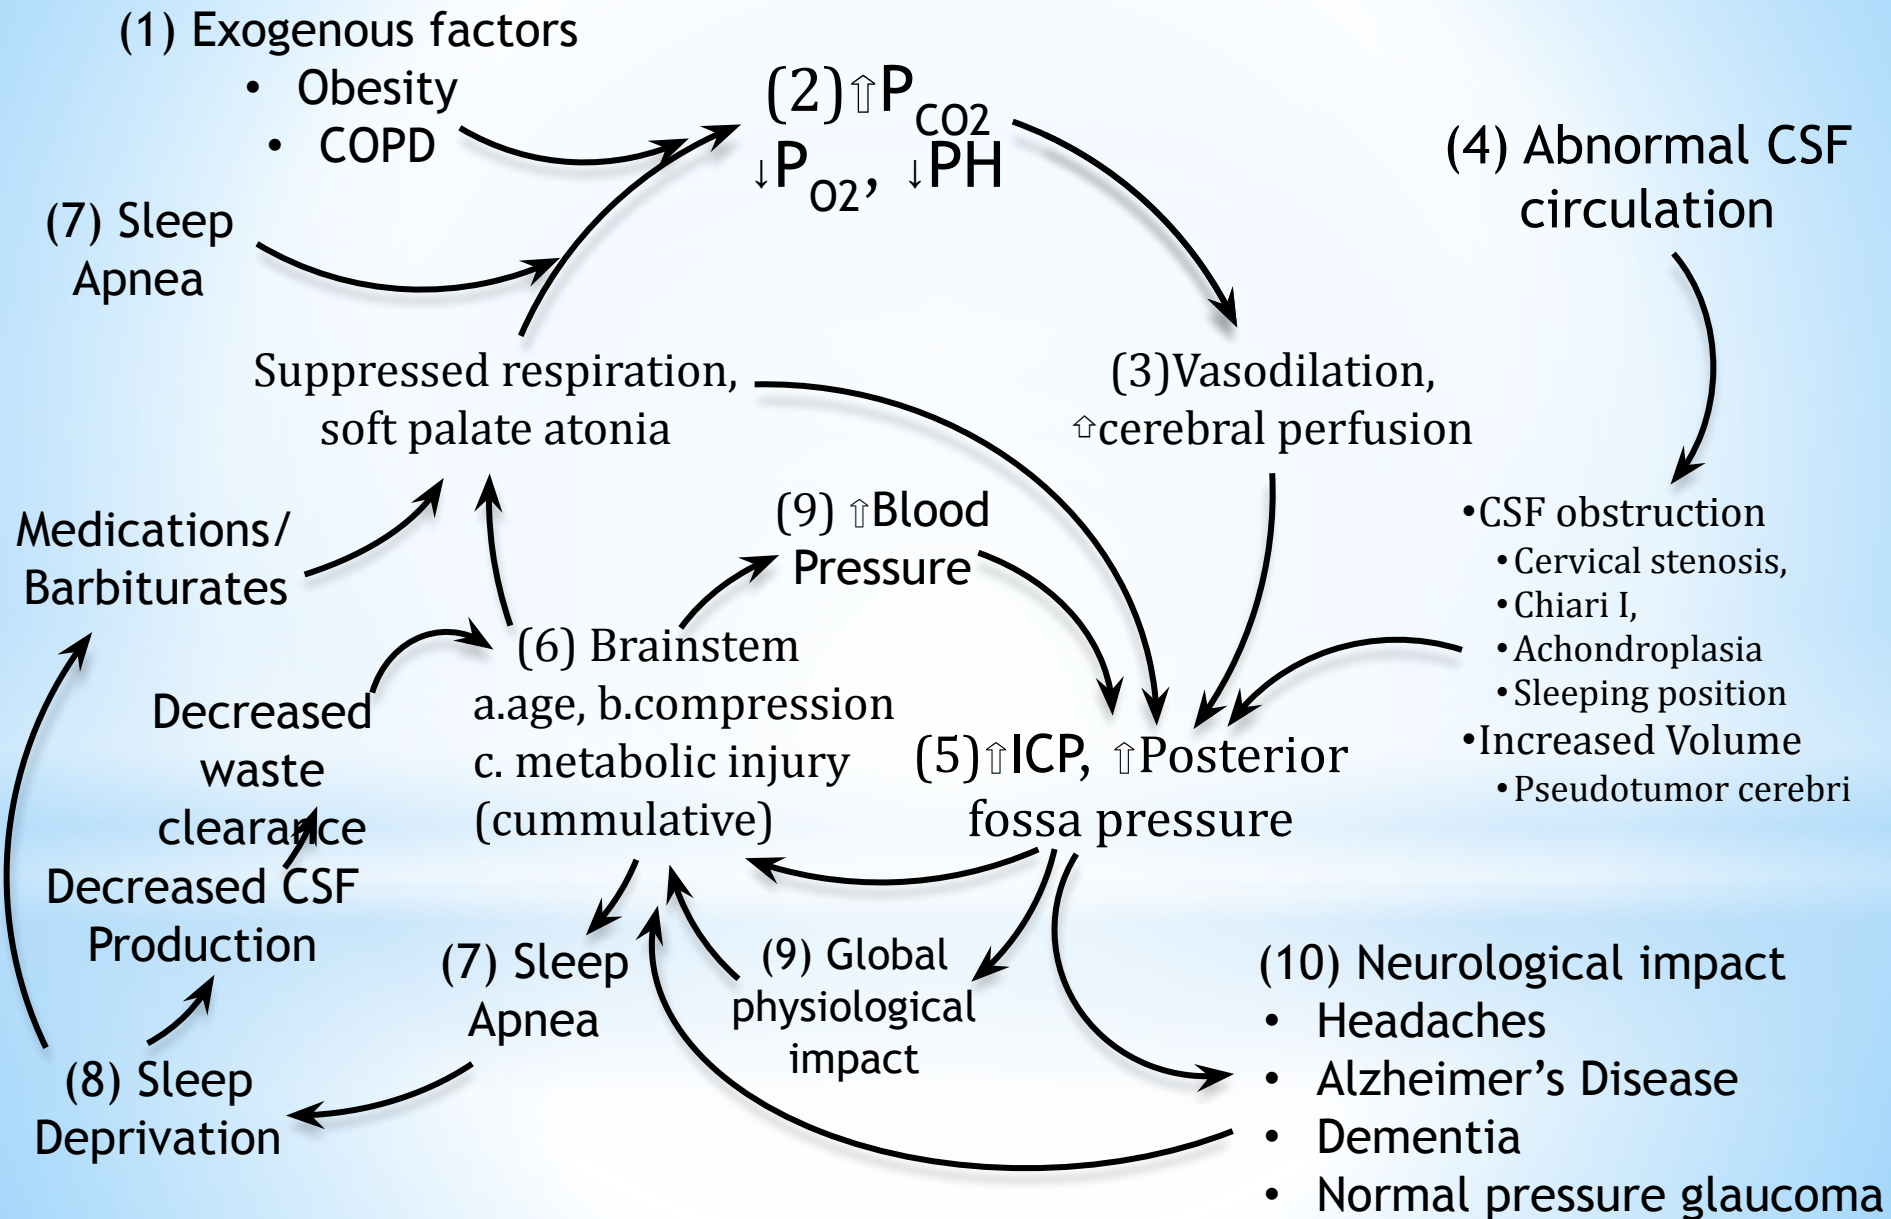 (1) Exogenous factors
• Obesity
• COPD
(2)⇧P CO2
↓P O2, ↓PH
(4) Abnormal CSF
circulation
(7) Sleep
Apnea
Suppressed respiration,
soft palate atonia
(3)Vasodilation,
⇧cerebral perfusion
Medications/
Barbiturates
(9) ⇧Blood
Pressure
•CSF obstruction
•Cervical stenosis,
•Chiari I,
•Achondroplasia
•Sleeping position
•Increased Volume
•Pseudotumor cerebri
(6) Brainstem
a.age, b.compression
c. metabolic injury
(cummulative)
Decreased
waste
clearance
(5)⇧ICP, ⇧Posterior
fossa pressure
Decreased CSF
Production
(7) Sleep
Apnea
(9) Global
physiological
impact
(8) Sleep
Deprivation
(10) Neurological impact
• Headaches
• Alzheimer’s Disease
• Dementia
• Normal pressure glaucoma